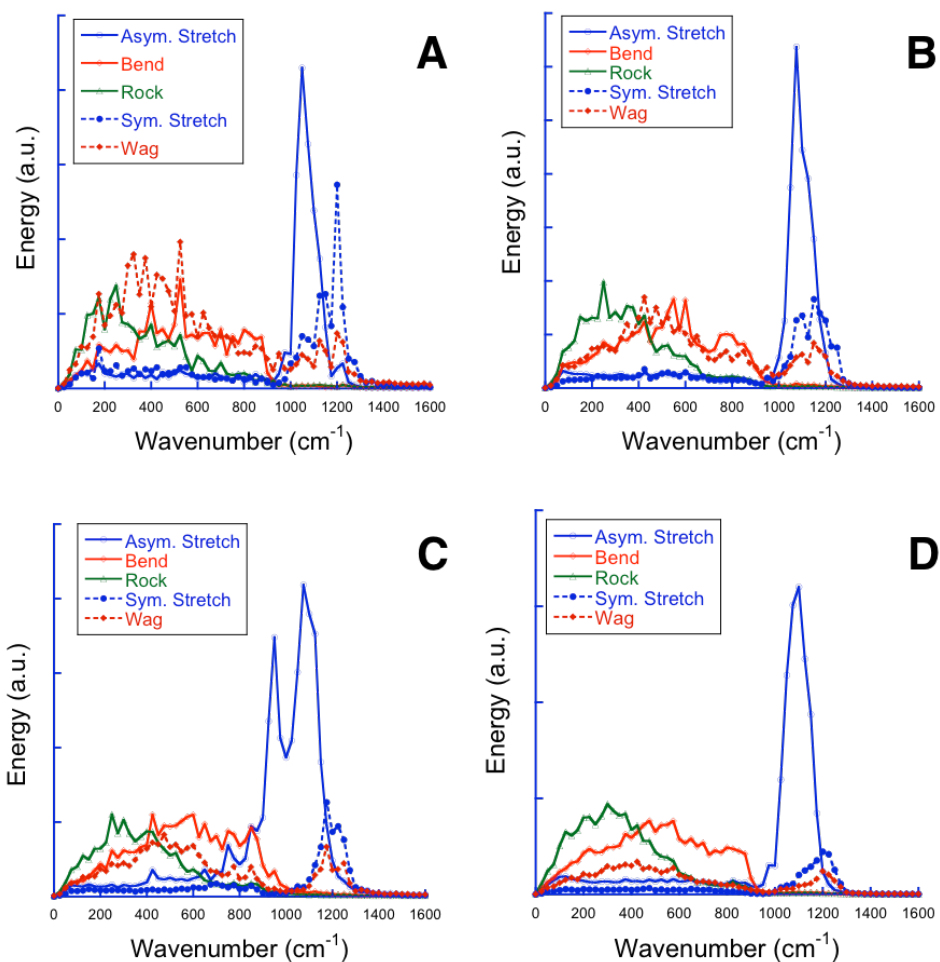 A
Asym. Stretch
Bend
Rock
Sym. Stretch
Wag
Energy (a.u.)
0 200 400 600 800 1000 1200 1400 1600
Wavenumber (cm⁻¹)
B
Asym. Stretch
Bend
Rock
Sym. Stretch
Wag
Energy (a.u.)
0 200 400 600 800 1000 1200 1400 1600
Wavenumber (cm⁻¹)
C
Asym. Stretch
Bend
Rock
Sym. Stretch
Wag
Energy (a.u.)
0 200 400 600 800 1000 1200 1400 1600
Wavenumber (cm⁻¹)
D
Asym. Stretch
Bend
Rock
Sym. Stretch
Wag
Energy (a.u.)
0 200 400 600 800 1000 1200 1400 1600
Wavenumber (cm⁻¹)